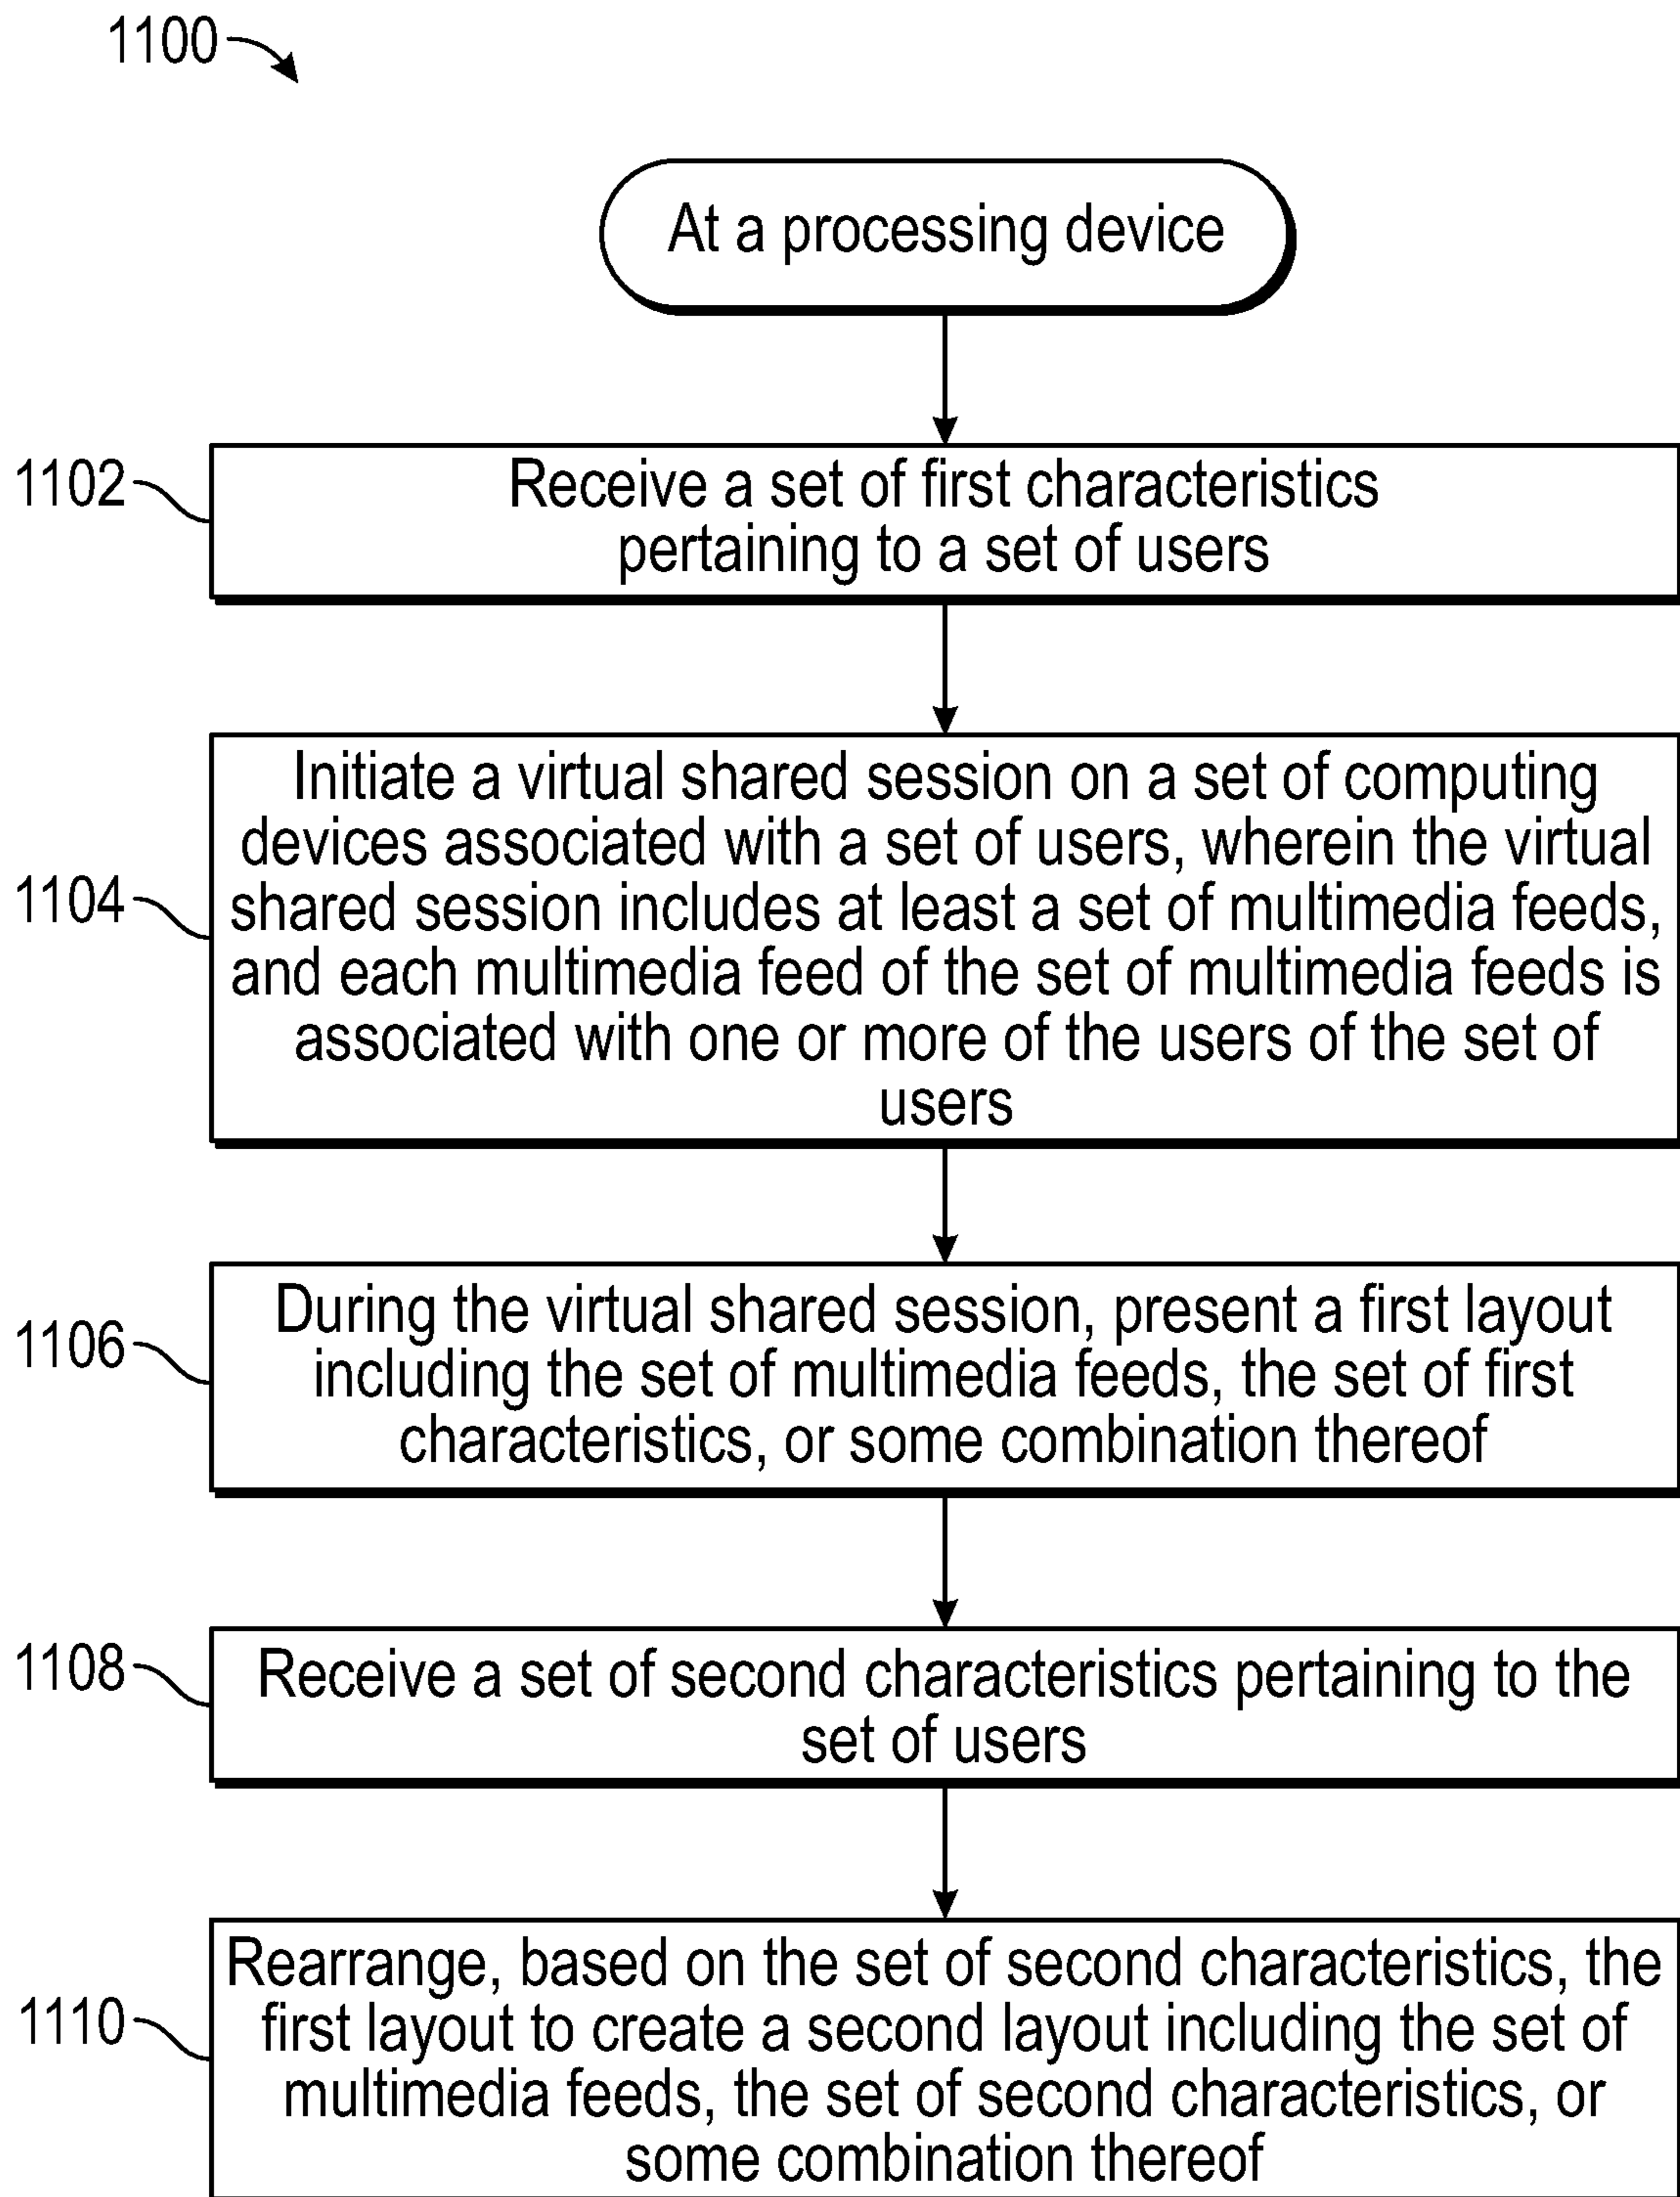 1100
At a processing device
1102
Receive a set of first characteristics
pertaining to a set of users
1104
Initiate a virtual shared session on a set of computing
devices associated with a set of users, wherein the virtual
shared session includes at least a set of multimedia feeds,
and each multimedia feed of the set of multimedia feeds is
associated with one or more of the users of the set of
users
1106
During the virtual shared session, present a first layout
including the set of multimedia feeds, the set of first
characteristics, or some combination thereof
1108
Receive a set of second characteristics pertaining to the
set of users
1110
Rearrange, based on the set of second characteristics, the
first layout to create a second layout including the set of
multimedia feeds, the set of second characteristics, or
some combination thereof